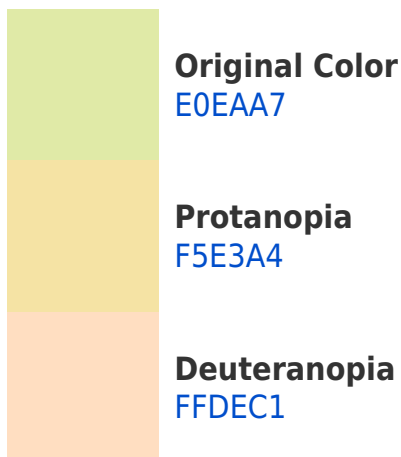 Original Color
E0EAA7
Protanopia
F5E3A4
Deuteranopia
FFDEC1